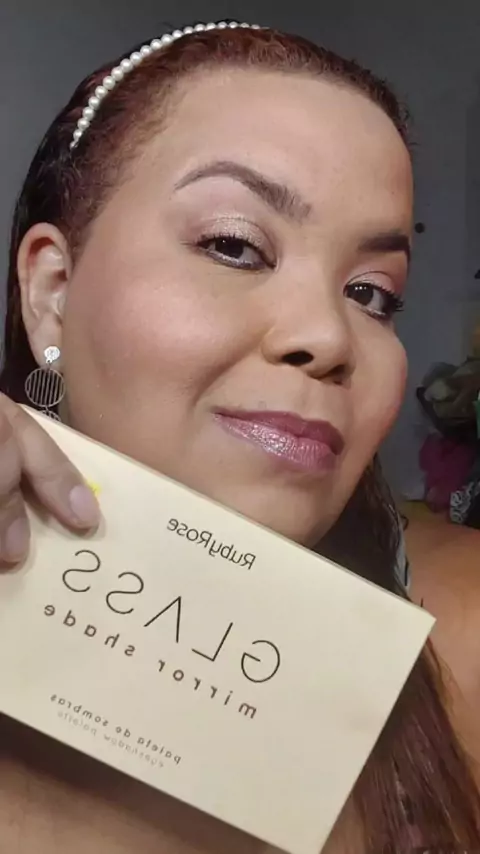 RubyRose
GLASS
mirror shade
paleta de sombras
eyeshadow palette